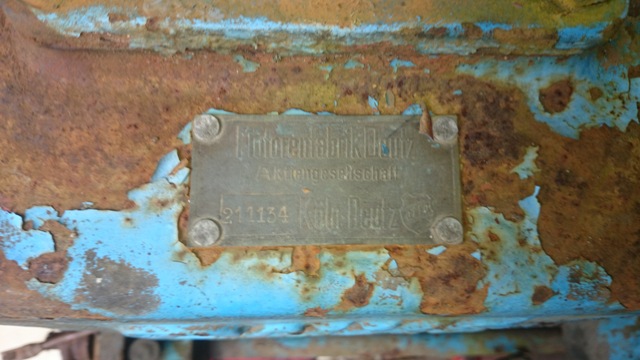 Motorenfabrik Deutz
Aktiengesellschaft
211134 Köln-Deutz